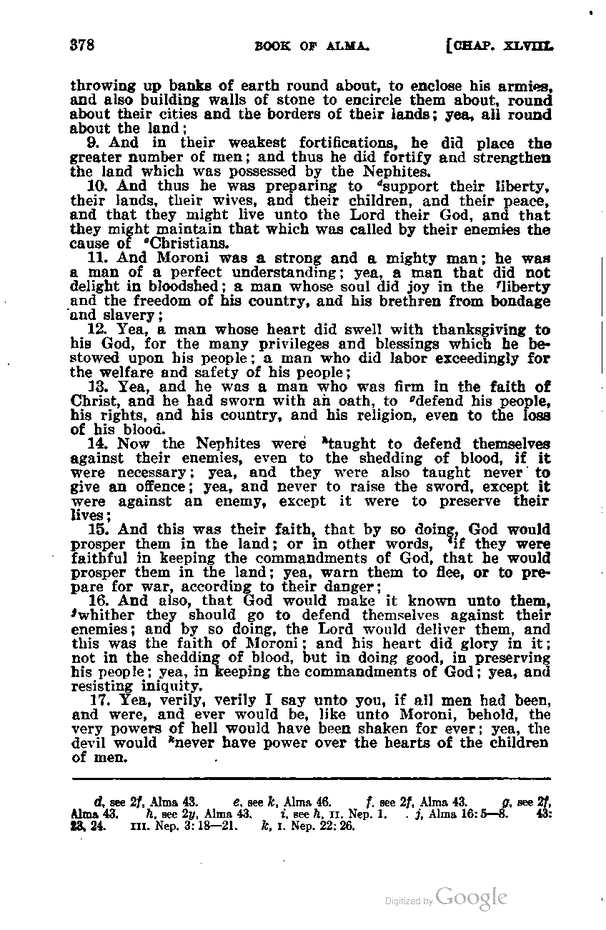 378 BOOK OF ALMA. [CHAP. XLVIII.
throwing up banks of earth round about, to enclose his armies,
and also building walls of stone to encircle them about, round
about their cities and the borders of their lands; yea, all round
about the land;
9. And in their weakest fortifications, he did place the
greater number of men; and thus he did fortify and strengthen
the land which was possessed by the Nephites.
10. And thus he was preparing to ᵈsupport their liberty,
their lands, their wives, and their children, and their peace,
and that they might live unto the Lord their God, and that
they might maintain that which was called by their enemies the
cause of ᵉChristians.
11. And Moroni was a strong and a mighty man; he was
a man of a perfect understanding; yea, a man that did not
delight in bloodshed; a man whose soul did joy in the ᶠliberty
and the freedom of his country, and his brethren from bondage
and slavery;
12. Yea, a man whose heart did swell with thanksgiving to
his God, for the many privileges and blessings which he be-
stowed upon his people; a man who did labor exceedingly for
the welfare and safety of his people;
13. Yea, and he was a man who was firm in the faith of
Christ, and he had sworn with an oath, to ᵍdefend his people,
his rights, and his country, and his religion, even to the loss
of his blood.
14. Now the Nephites were ʰtaught to defend themselves
against their enemies, even to the shedding of blood, if it
were necessary; yea, and they were also taught never to
give an offence; yea, and never to raise the sword, except it
were against an enemy, except it were to preserve their
lives;
15. And this was their faith, that by so doing, God would
prosper them in the land; or in other words, ⁱif they were
faithful in keeping the commandments of God, that he would
prosper them in the land; yea, warn them to flee, or to pre-
pare for war, according to their danger;
16. And also, that God would make it known unto them,
ʲwhither they should go to defend themselves against their
enemies; and by so doing, the Lord would deliver them, and
this was the faith of Moroni; and his heart did glory in it;
not in the shedding of blood, but in doing good, in preserving
his people; yea, in keeping the commandments of God; yea, and
resisting iniquity.
17. Yea, verily, verily I say unto you, if all men had been,
and were, and ever would be, like unto Moroni, behold, the
very powers of hell would have been shaken for ever; yea, the
devil would ᵏnever have power over the hearts of the children
of men.
d, see 2f, Alma 43. e, see k, Alma 46. f, see 2f, Alma 43. g, see 2f,
Alma 43. h, see 2y, Alma 43. i, see h, II. Nep. 1. j, Alma 16:5—8. 43:
23, 24. III. Nep. 3:18—21. k, I. Nep. 22:26.
Digitized by Google